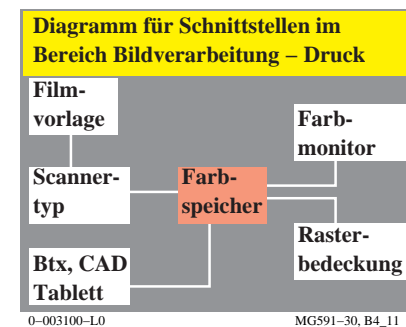 Diagramm für Schnittstellen im
Bereich Bildverarbeitung – Druck
Film-
vorlage
Farb-
monitor
Scanner-
typ
Farb-
speicher
Raster-
bedeckung
Btx, CAD
Tablett
0–003100–L0
MG591–30, B4_11